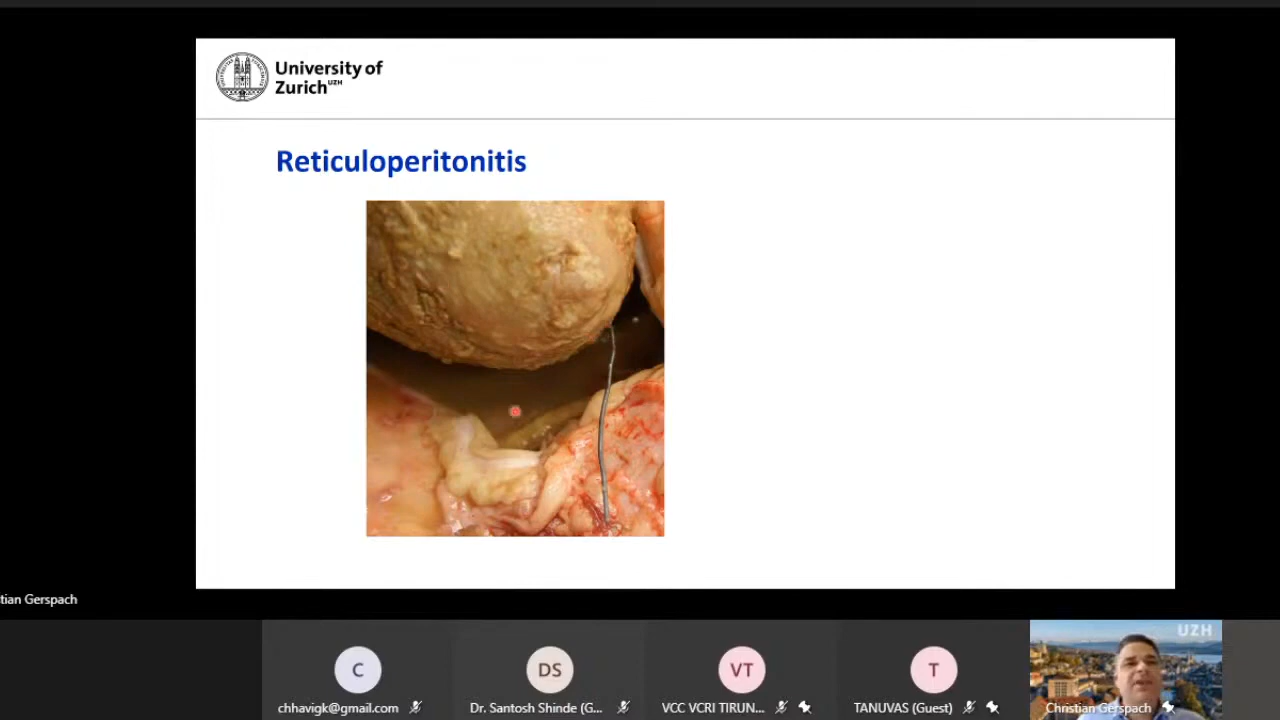 University of
Zurich UZH
Reticuloperitonitis
tian Gerspach
C
DS
VT
T
UZH
chhavigk@gmail.com
Dr. Santosh Shinde (G...
VCC VCRI TIRUN...
TANUVAS (Guest)
Christian Gerspach